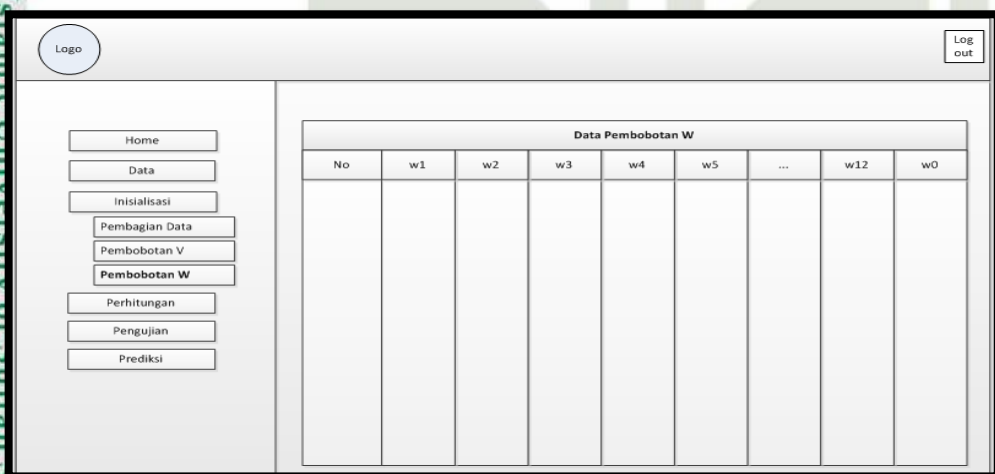 Logo
Log
out
Home
Data
Inisialisasi
Pembagian Data
Pembobotan V
Pembobotan W
Perhitungan
Pengujian
Prediksi
Data Pembobotan W
No w1 w2 w3 w4 w5 ... w12 w0